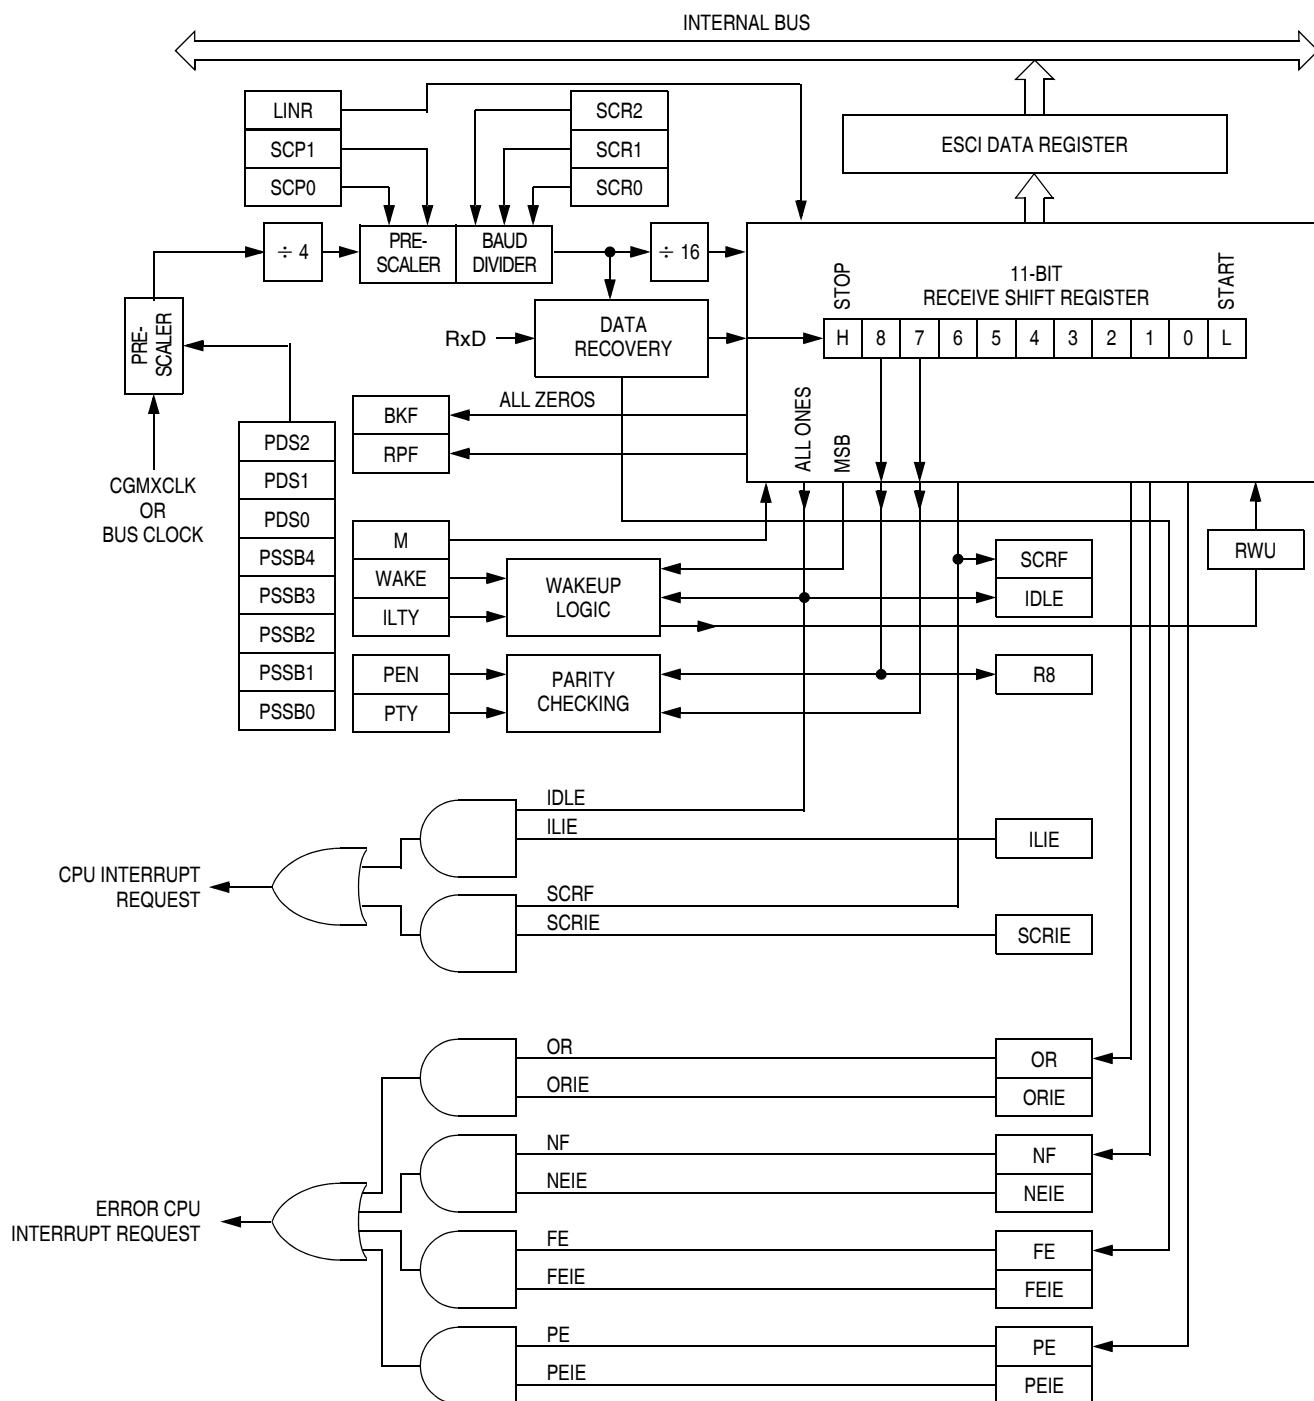 INTERNAL BUS
LINR
SCP1
SCP0
SCR2
SCR1
SCR0
ESCI DATA REGISTER
÷ 4
PRE-
SCALER
BAUD
DIVIDER
÷ 16
STOP
11-BIT
RECEIVE SHIFT REGISTER
START
H 8 7 6 5 4 3 2 1 0 L
PRE-
SCALER
RxD
DATA
RECOVERY
ALL ZEROS
BKF
RPF
ALL ONES
MSB
CGMXCLK
OR
BUS CLOCK
PDS2
PDS1
PDS0
PSSB4
PSSB3
PSSB2
PSSB1
PSSB0
M
WAKE
ILTY
WAKEUP
LOGIC
SCRF
IDLE
RWU
PEN
PTY
PARITY
CHECKING
R8
IDLE
ILIE
ILIE
CPU INTERRUPT
REQUEST
SCRF
SCRIE
SCRIE
OR
ORIE
OR
ORIE
NF
NEIE
NF
NEIE
ERROR CPU
INTERRUPT REQUEST
FE
FEIE
FE
FEIE
PE
PEIE
PE
PEIE